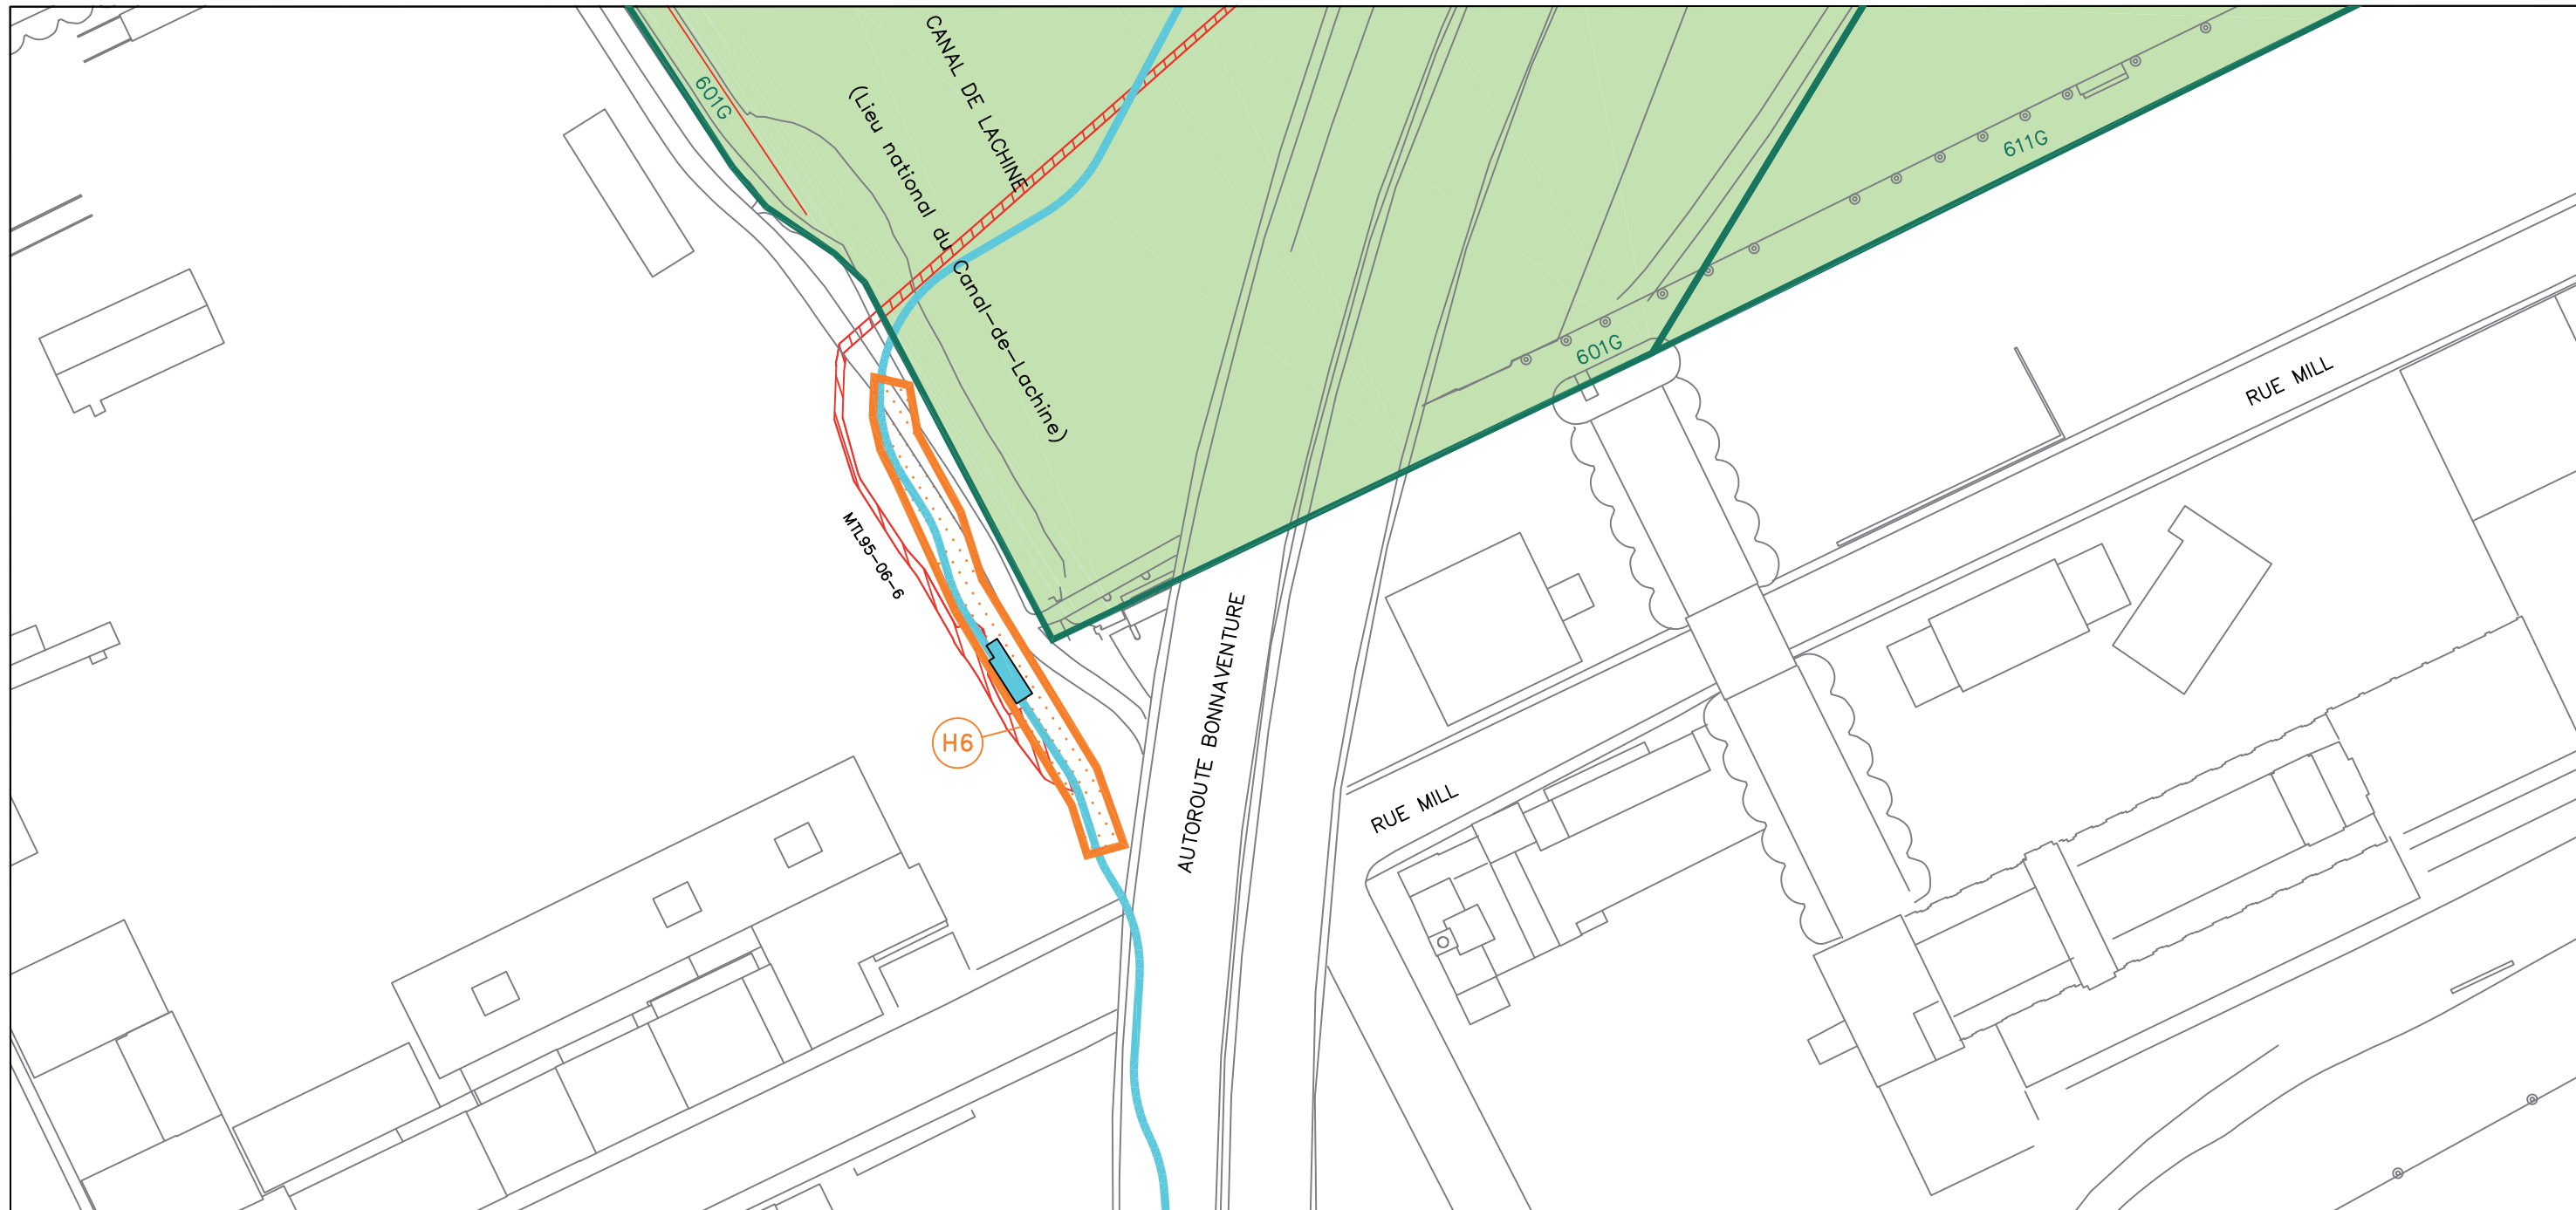 CANAL DE LACHINE
(Lieu national du Canal-de-Lachine)
601G
611G
601G
RUE MILL
MTL95-06-6
AUTOROUTE BONNAVENTURE
H6
RUE MILL